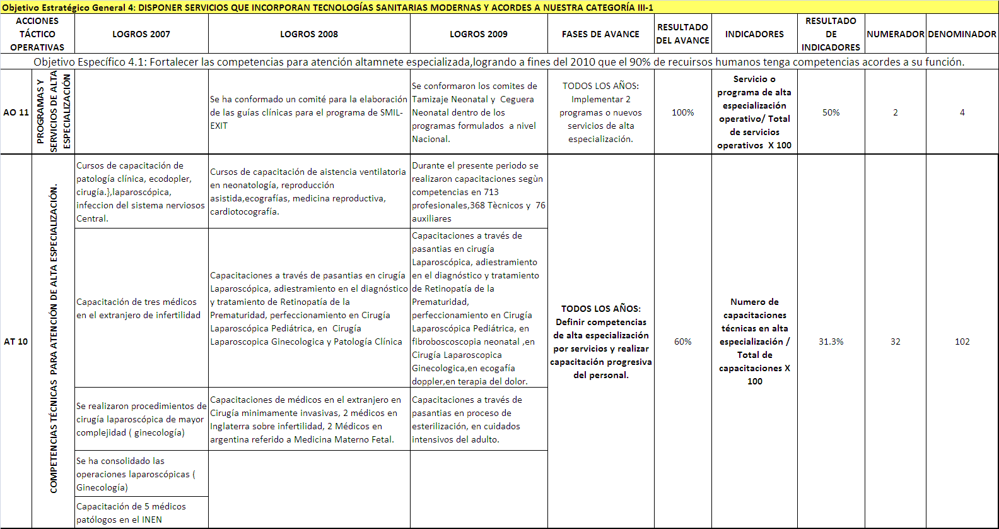 Objetivo Estratégico General 4: DISPONER SERVICIOS QUE INCORPORAN TECNOLOGÍAS SANITARIAS MODERNAS Y ACORDES A NUESTRA CATEGORÍA III-1
ACCIONES
TÁCTICO
OPERATIVAS
LOGROS 2007
LOGROS 2008
LOGROS 2009
FASES DE AVANCE
RESULTADO
DEL AVANCE
INDICADORES
RESULTADO
DE
INDICADORES
NUMERADOR
DENOMINADOR
Objetivo Específico 4.1: Fortalecer las competencias para atención altamnete especializada,logrando a fines del 2010 que el 90% de recuirsos humanos tenga competencias acordes a su función.
AO 11
PROGRAMAS Y
SERVICIOS DE ALTA
ESPECIALIZACIÓN
Se ha conformado un comité para la elaboración
de las guías clínicas para el programa de SMIL-
EXIT
Se conformaron los comites de
Tamizaje Neonatal y  Ceguera
Neonatal dentro de los
programas formulados  a nivel
Nacional.
TODOS LOS AÑOS:
Implementar 2
programas o nuevos
servicios de alta
especialización.
100%
Servicio o
programa de alta
especialización
operativo/ Total
de servicios
operativos  X 100
50%
2
4
AT 10
COMPETENCIAS TÉCNICAS  PARA ATENCIÓN DE ALTA ESPECIALIZACIÓN.
Cursos de capacitación de
patología clínica, ecodopler,
cirugía.},laparoscópica,
infeccion del sistema nerviosos
Central.
Cursos de capacitación de aistencia ventilatoria
en neonatología, reproducción
asistida,ecografías, medicina reproductiva,
cardiotocografía.
Durante el presente periodo se
realizaron capacitaciones segùn
competencias en 713
profesionales,368 Tècnicos y  76
auxiliares
Capacitación de tres médicos
en el extranjero de infertilidad
Capacitaciones a través de pasantias en cirugía
Laparoscópica, adiestramiento en el diagnóstico
y tratamiento de Retinopatía de la
Prematuridad, perfeccionamiento en Cirugía
Laparoscópica Pediátrica, en  Cirugía
Laparoscopica Ginecologica y Patología Clínica
Capacitaciones a través de
pasantias en cirugía
Laparoscópica, adiestramiento
en el diagnóstico y tratamiento
de Retinopatía de la
Prematuridad,
perfeccionamiento en Cirugía
Laparoscópica Pediátrica, en
fibroboscoscopia neonatal ,en
Cirugía Laparoscopica
Ginecologica,en ecogafía
doppler,en terapia del dolor.
Se realizaron procedimientos de
cirugía laparoscópica de mayor
complejidad ( ginecología)
Capacitaciones de médicos en el extranjero en
Cirugía minimamente invasivas, 2 médicos en
Inglaterra sobre infertilidad, 2 Médicos en
argentina referido a Medicina Materno Fetal.
Capacitaciones a través de
pasantias en proceso de
esterilización, en cuidados
intensivos del adulto.
Se ha consolidado las
operaciones laparoscópicas (
Ginecología)
Capacitación de 5 médicos
patólogos en el INEN
TODOS LOS AÑOS:
Definir competencias
de alta especialización
por servicios y realizar
capacitación progresiva
del personal.
60%
Numero de
capacitaciones
técnicas en alta
especialización /
Total de
capacitaciones X
100
31.3%
32
102